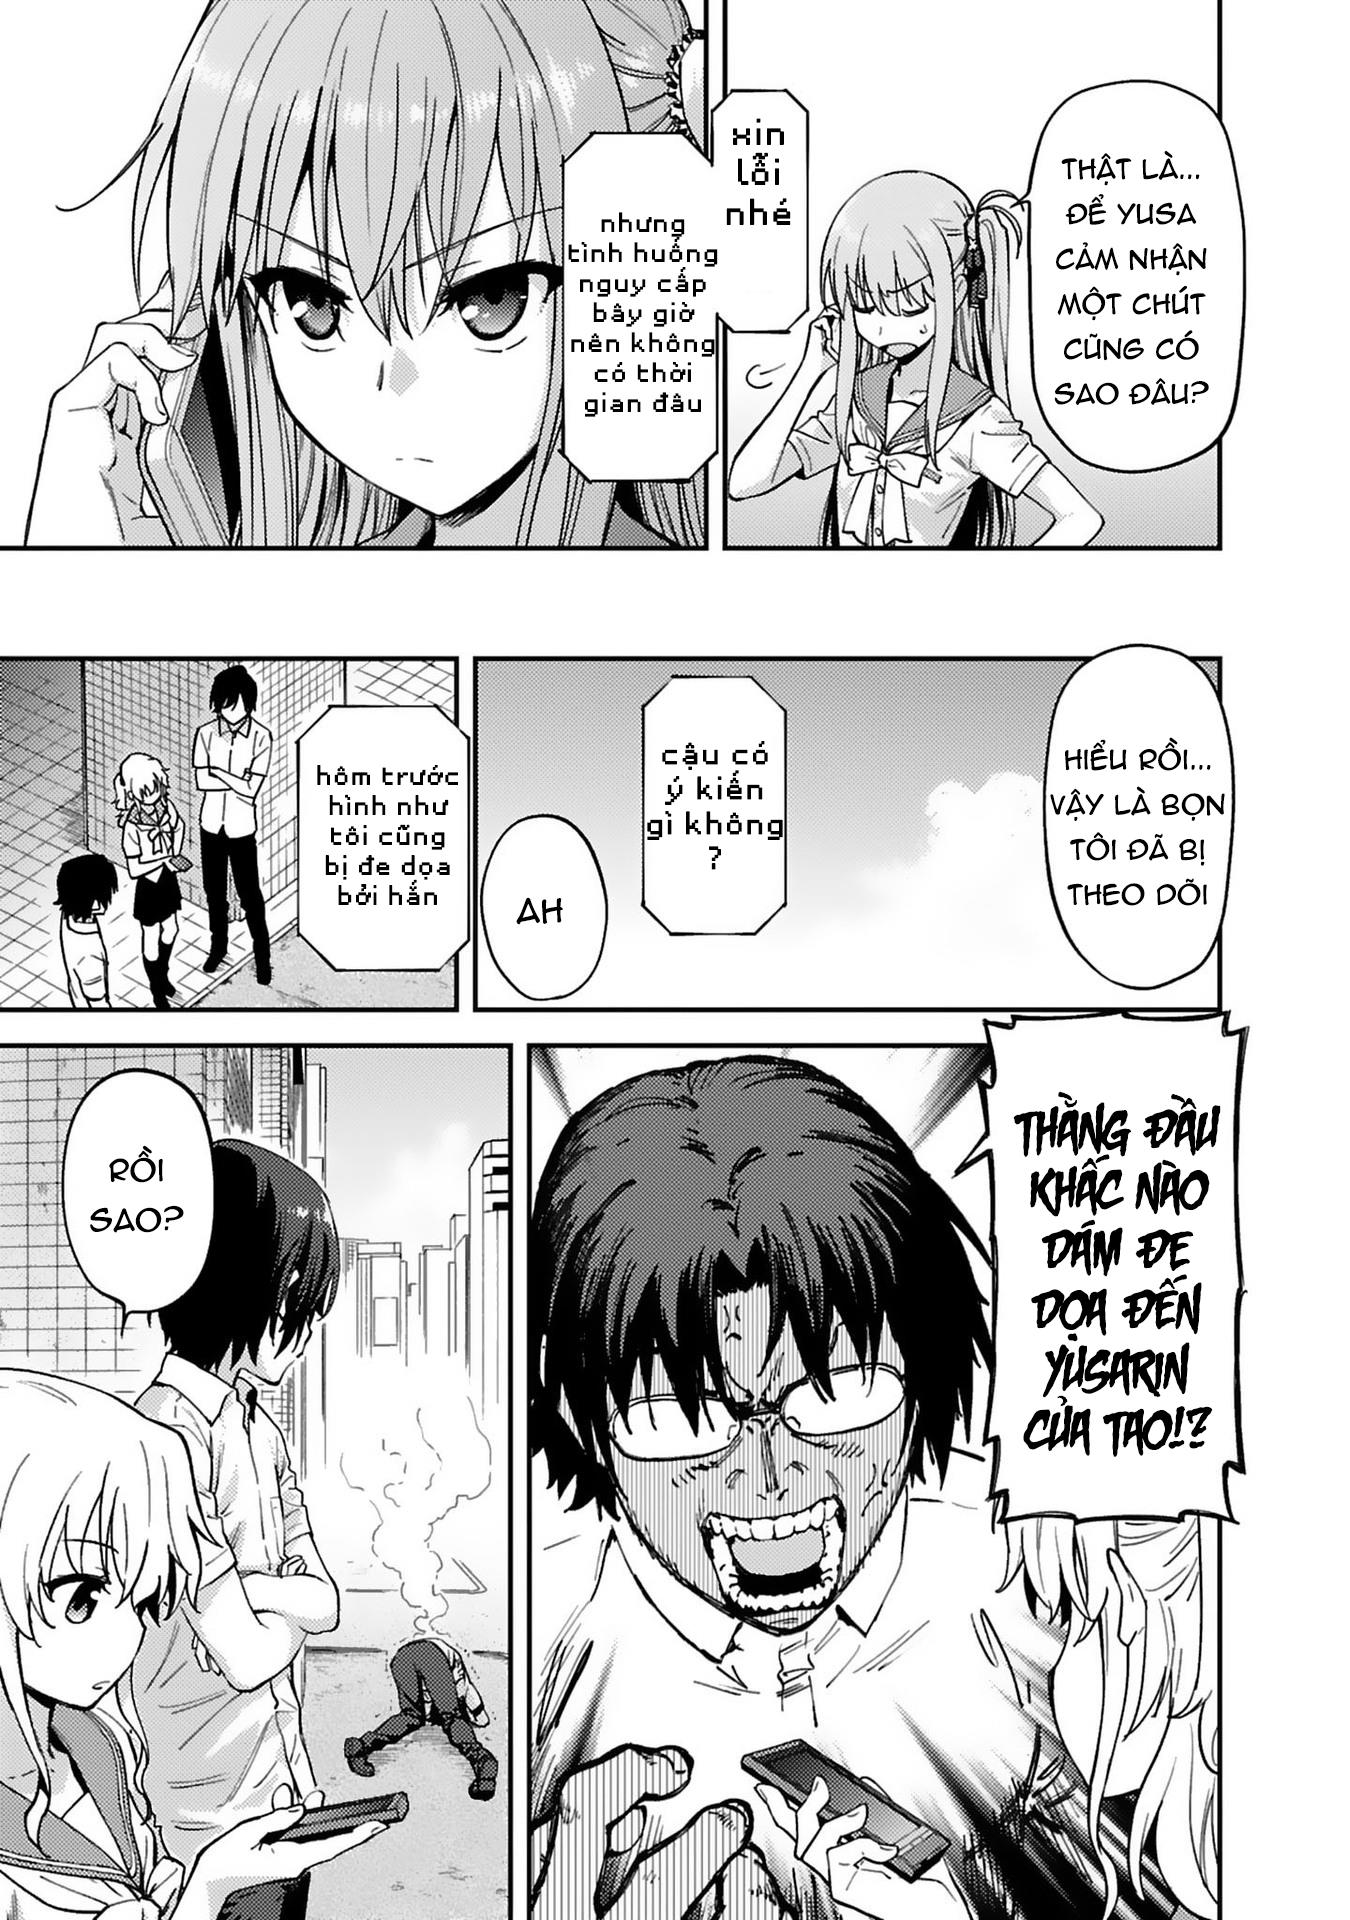 THẬT LÀ...
ĐỂ YUSA
CẢM NHẬN
MỘT CHÚT
CŨNG CÓ
SAO ĐÂU?
xin
lỗi
nhé
nhưng
tình huống
nguy cấp
bây giờ
nên không
có thời
gian đâu
HIỂU RỒI...
VẬY LÀ BỌN
TÔI ĐÃ BỊ
THEO DÕI
cậu có
ý kiến
gì không
?
AH
hôm trước
hình như
tôi cũng
bị đe dọa
bởi hắn
THẰNG ĐẦU
KHẤC NÀO
DÁM ĐE
DỌA ĐẾN
YUSARIN
CỦA TAO!?
RỒI
SAO?